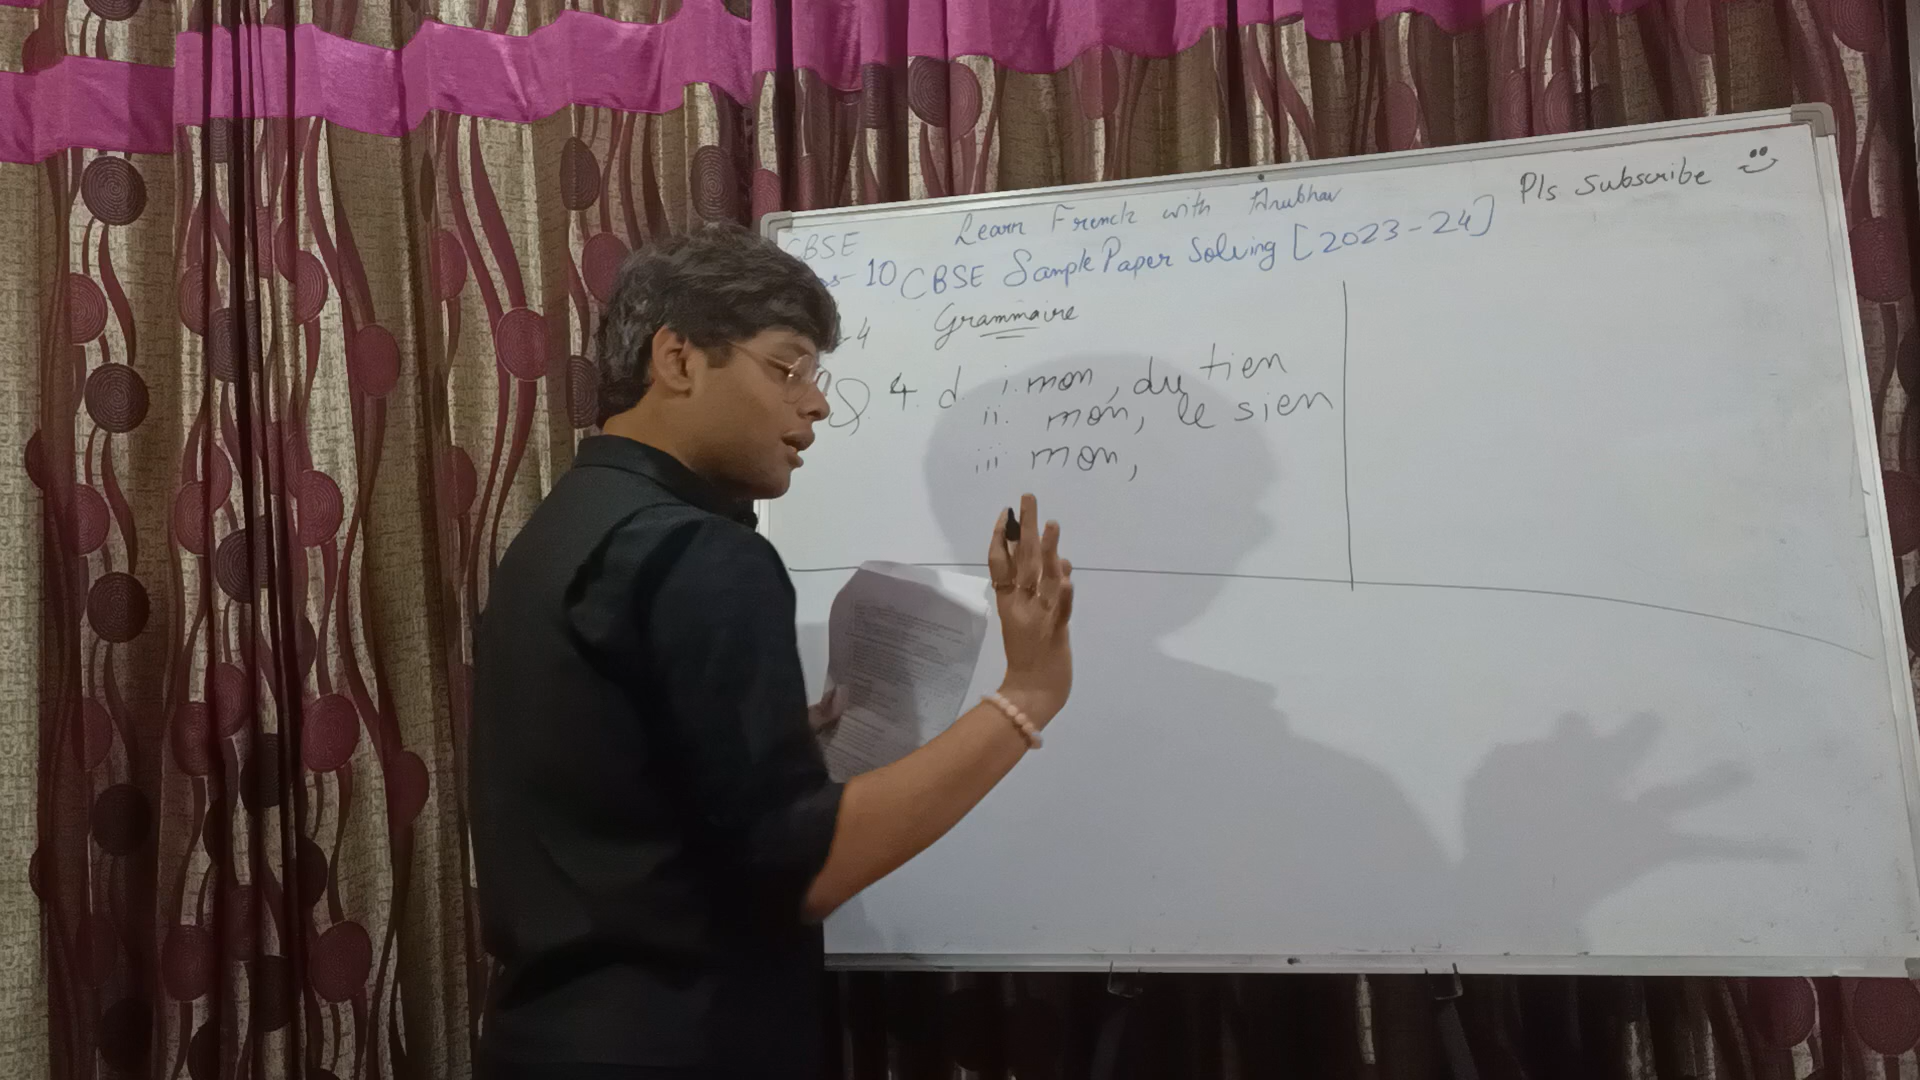 Learn French with Anubhav
Pls Subscribe
CBSE
10 CBSE Sample Paper Solving [2023-24]
-4 Grammaire
Q. 4. d. i. mon, du tien
ii. mon, le sien
iii mon,